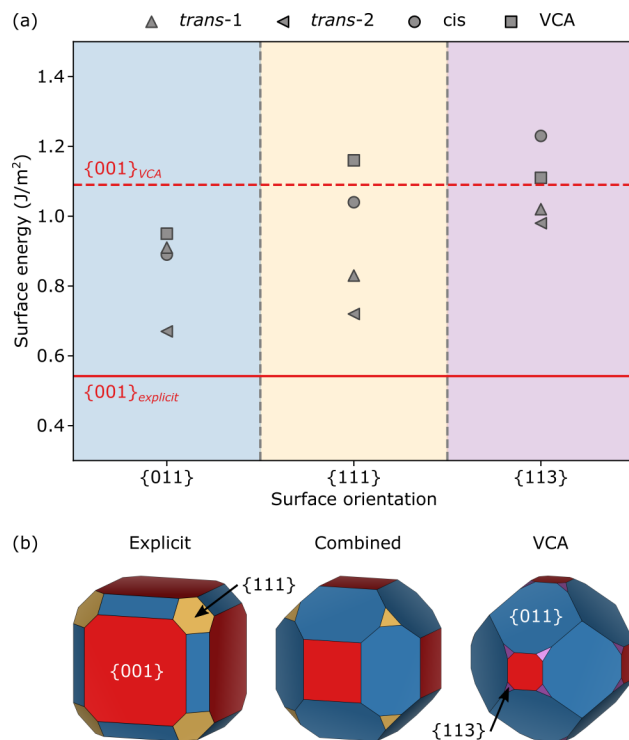 (a)
trans-1 trans-2 cis VCA
Surface energy (J/m²)
1.4
1.2
1.0
0.8
0.6
0.4
{001}VCA
{001}explicit
{011} {111} {113}
Surface orientation
(b)
Explicit Combined VCA
{111}
{001}
{011}
{113}